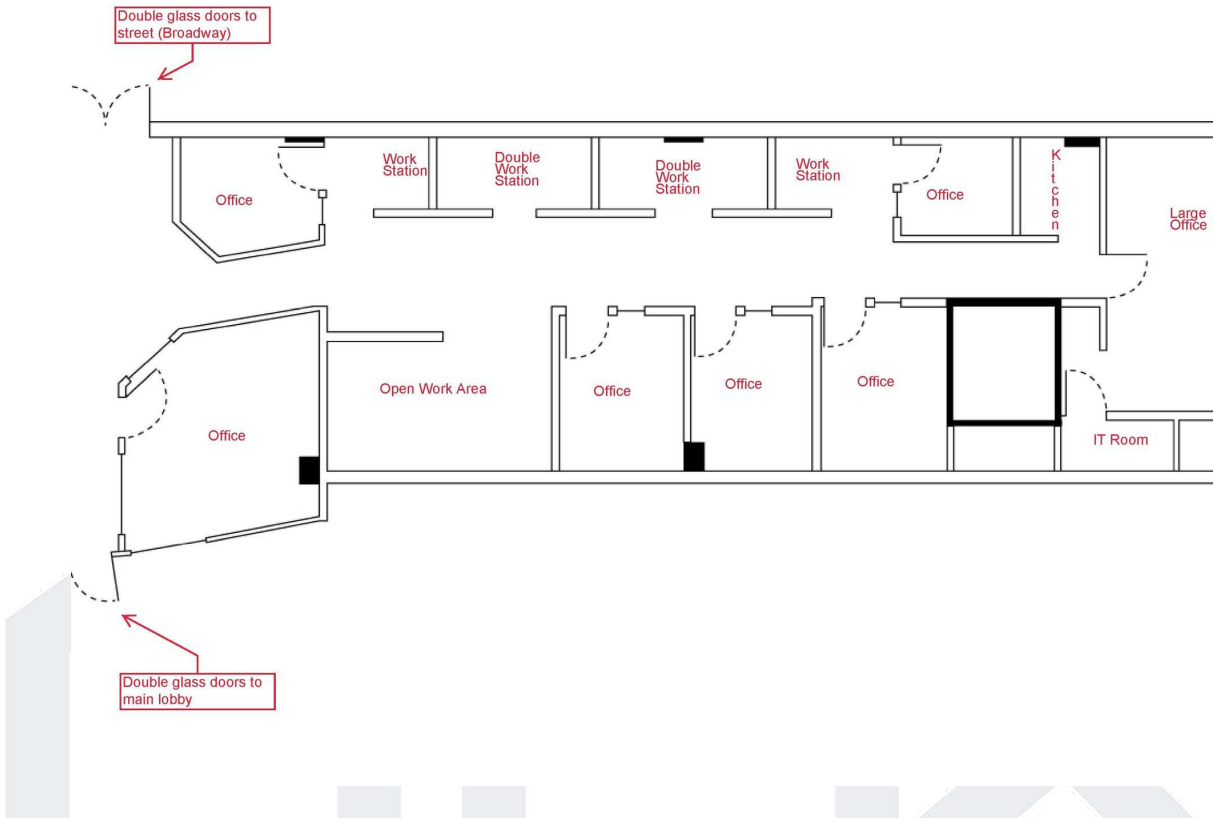 Double glass doors to
street (Broadway)
Work
Station
Double
Work
Station
Double
Work
Station
Work
Station
Office
Office
Kitchen
Large
Office
Open Work Area
Office
Office
Office
Office
IT Room
Double glass doors to
main lobby